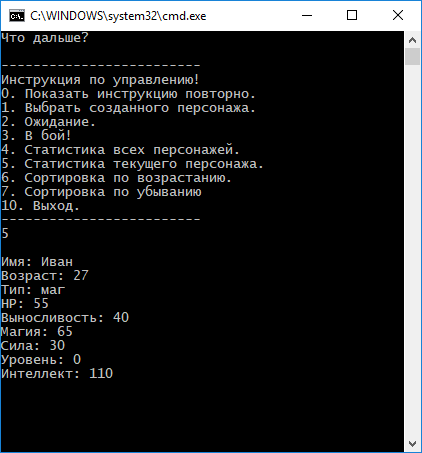 C:\WINDOWS\system32\cmd.exe
Что дальше?
-------------------------
Инструкция по управлению!
0. Показать инструкцию повторно.
1. Выбрать созданного персонажа.
2. Ожидание.
3. В бой!
4. Статистика всех персонажей.
5. Статистика текущего персонажа.
6. Сортировка по возрастанию.
7. Сортировка по убыванию
10. Выход.
-------------------------
5
Имя: Иван
Возраст: 27
Тип: маг
HP: 55
Выносливость: 40
Магия: 65
Сила: 30
Уровень: 0
Интеллект: 110